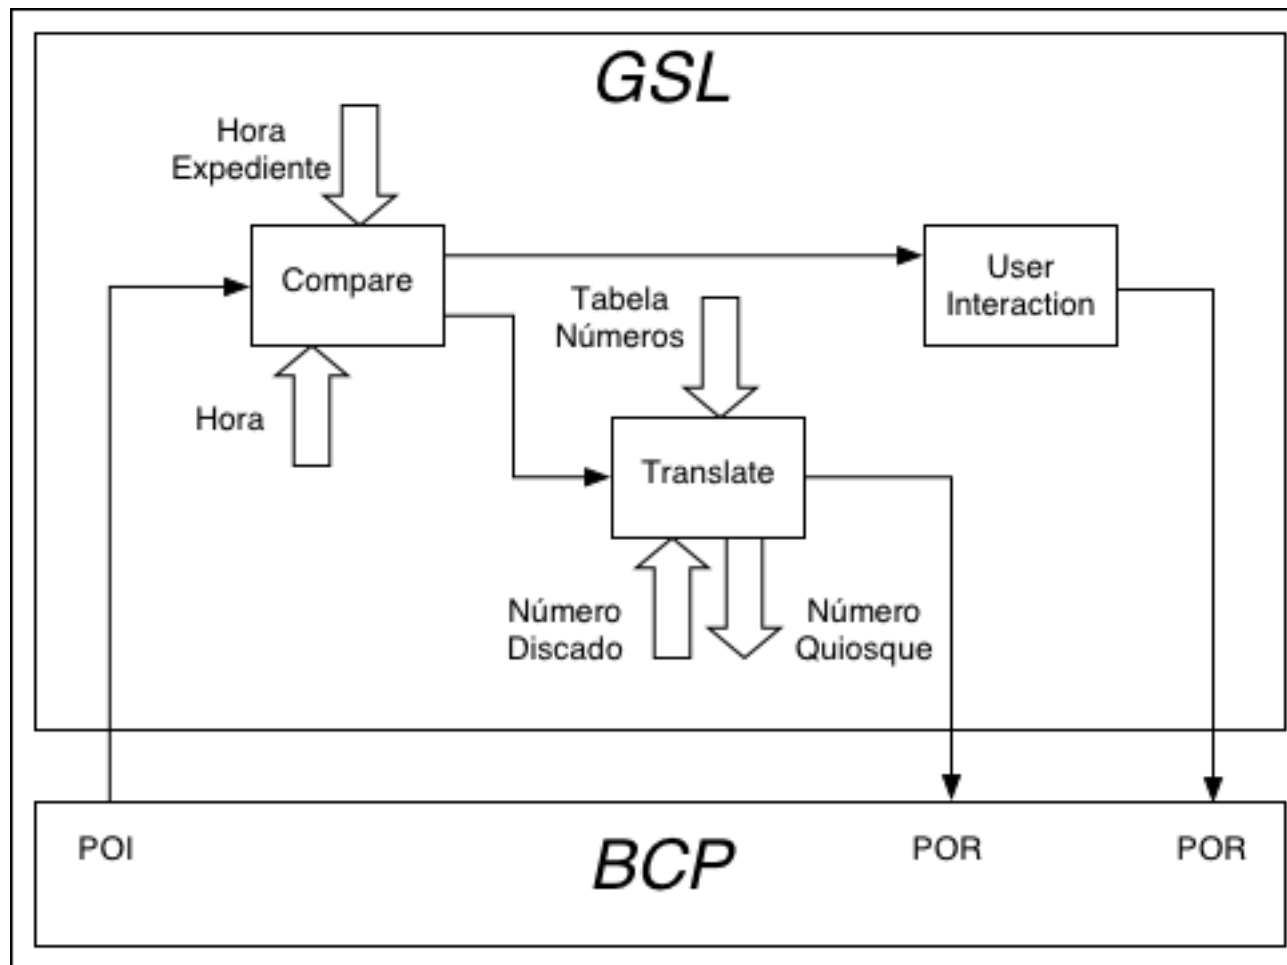 GSL
Hora
Expediente
Compare
User
Interaction
Tabela
Números
Hora
Translate
Número
Discado
Número
Quiosque
POI
BCP
POR
POR